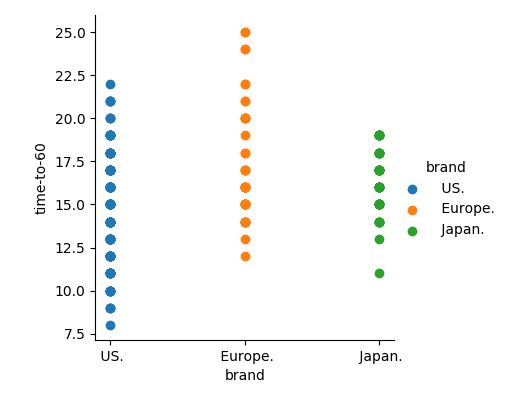 25.0
22.5
20.0
17.5
15.0
12.5
10.0
7.5
time-to-60
US.
Europe.
Japan.
brand
brand
US.
Europe.
Japan.